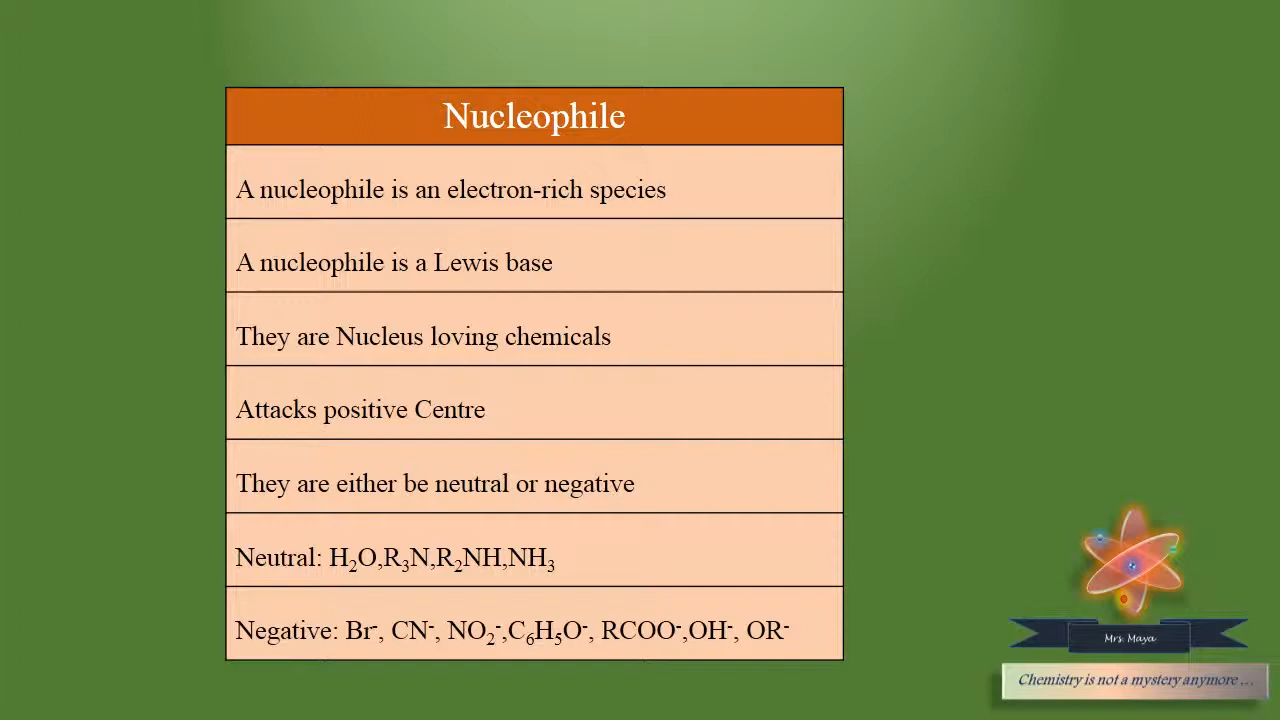 Nucleophile
A nucleophile is an electron-rich species
A nucleophile is a Lewis base
They are Nucleus loving chemicals
Attacks positive Centre
They are either be neutral or negative
Neutral: H₂O,R₃N,R₂NH,NH₃
Negative: Br⁻, CN⁻, NO₂⁻,C₆H₅O⁻, RCOO⁻,OH⁻, OR⁻
Mrs. Maya
Chemistry is not a mystery anymore ...